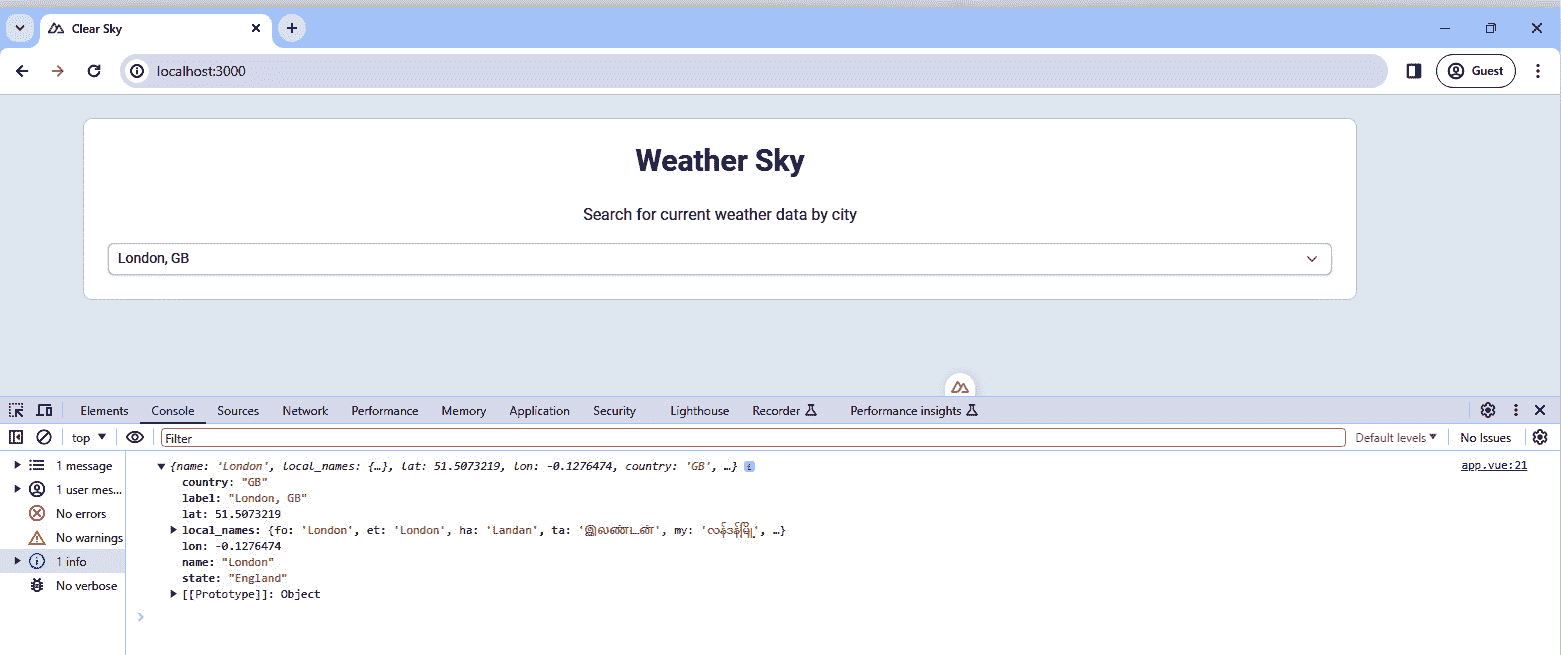 Clear Sky
localhost:3000
Guest
Weather Sky
Search for current weather data by city
London, GB
Elements Console Sources Network Performance Memory Application Security Lighthouse Recorder Performance insights
top Filter Default levels No Issues
1 message
1 user mes...
No errors
No warnings
1 info
No verbose
{name: 'London', local_names: {…}, lat: 51.5073219, lon: -0.1276474, country: 'GB', …} i app.vue:21
country: "GB"
label: "London, GB"
lat: 51.5073219
local_names: {fo: 'London', et: 'London', ha: 'Landan', ta: 'இலண்டன்', my: 'လန်ဒန်မြို့', …}
lon: -0.1276474
name: "London"
state: "England"
[[Prototype]]: Object